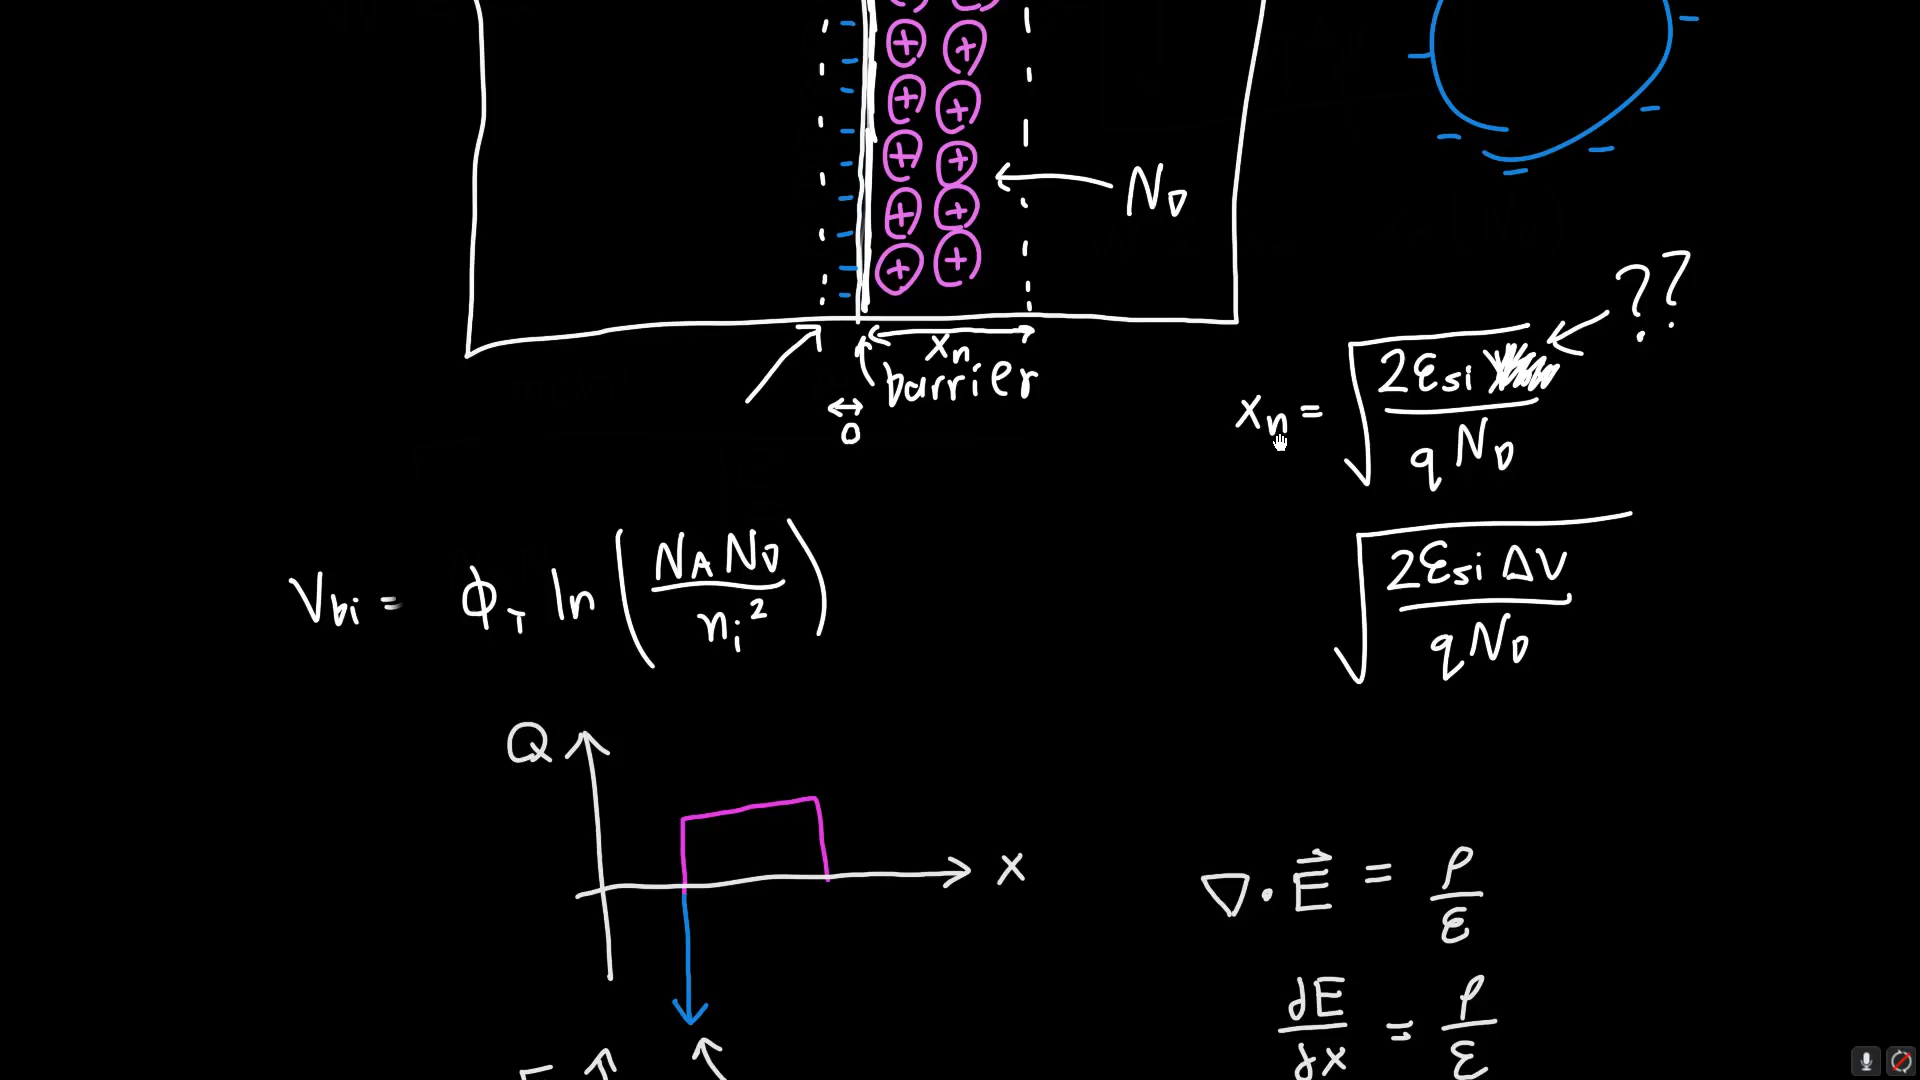 + +
+ +
+ +
+ +
+ +
N_D
??
x_n
barrier
0
x_n = √(2ε_si / qN_D)
√(2ε_si ΔV / qN_D)
V_bi = φ_T ln(N_A N_D / n_i²)
Q
x
∇·E⃗ = ρ/ε
dE/dx = ρ/ε